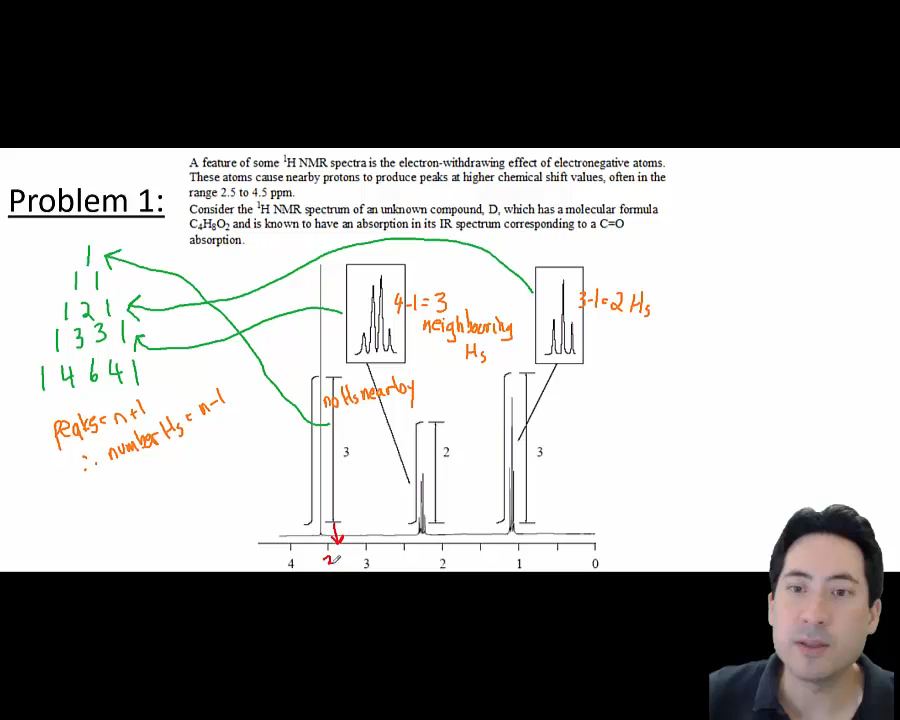 A feature of some ¹H NMR spectra is the electron-withdrawing effect of electronegative atoms.
These atoms cause nearby protons to produce peaks at higher chemical shift values, often in the
range 2.5 to 4.5 ppm.
Consider the ¹H NMR spectrum of an unknown compound, D, which has a molecular formula
C₄H₈O₂ and is known to have an absorption in its IR spectrum corresponding to a C=O
absorption.
Problem 1:
1
1 1
1 2 1
1 3 3 1
1 4 6 4 1
peaks = n+1
∴ number Hs = n-1
4-1=3
neighbouring
Hs
3-1=2 Hs
no Hs nearby
3
2
3
4 3 2 1 0